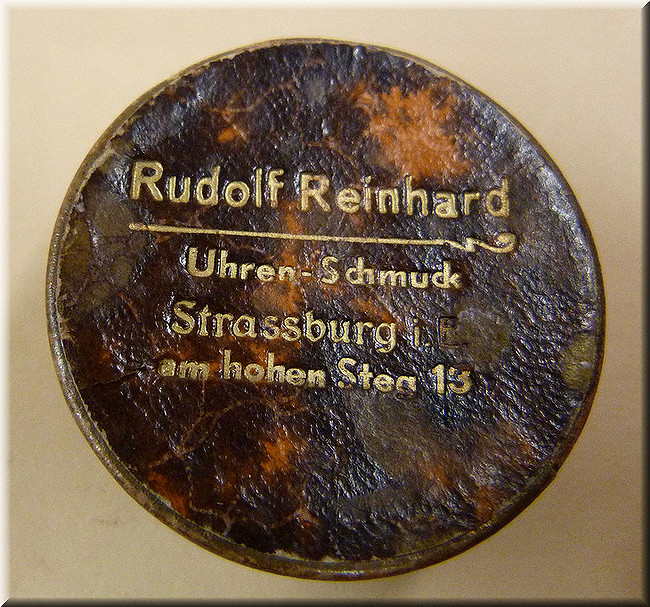 Rudolf Reinhard
Uhren-Schmuck
Strassburg i. E.
am hohen Steg 13